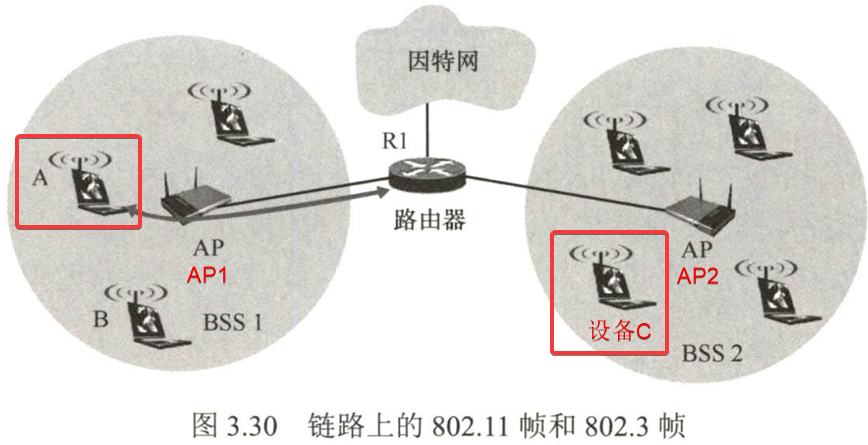 因特网
R1
路由器
A
AP
AP1
B
BSS 1
AP
AP2
设备C
BSS 2
图 3.30 链路上的 802.11 帧和 802.3 帧